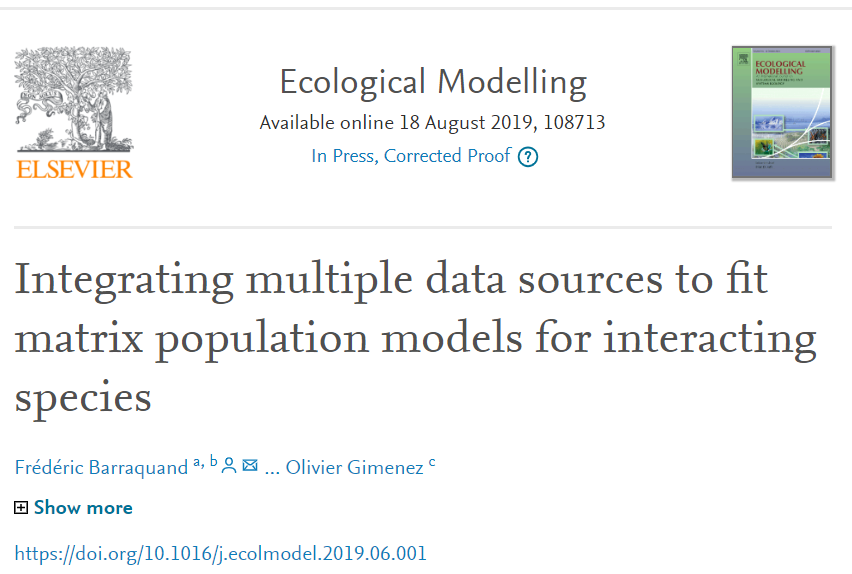 ELSEVIER
Ecological Modelling
Available online 18 August 2019, 108713
In Press, Corrected Proof ?
ECOLOGICAL
MODELLING
Integrating multiple data sources to fit
matrix population models for interacting
species
Frédéric Barraquand a, b ... Olivier Gimenez c
Show more
https://doi.org/10.1016/j.ecolmodel.2019.06.001